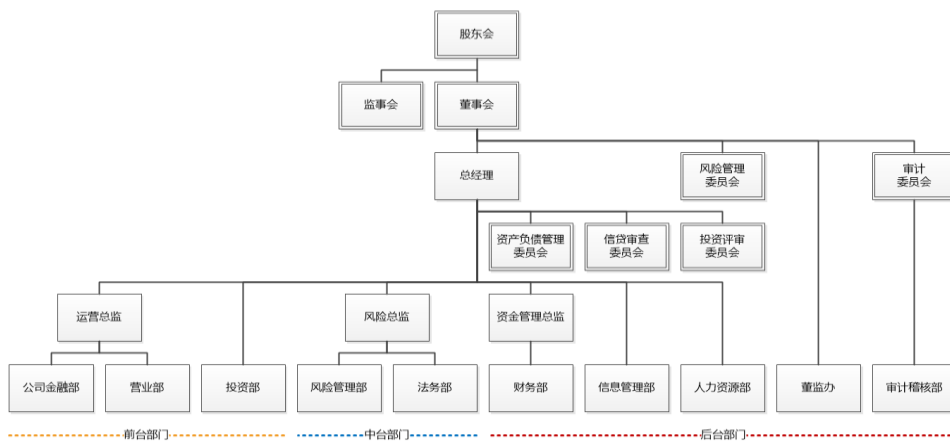 股东会
监事会
董事会
总经理
风险管理
委员会
审计
委员会
资产负债管理
委员会
信贷审查
委员会
投资评审
委员会
运营总监
风险总监
资金管理总监
公司金融部
营业部
投资部
风险管理部
法务部
财务部
信息管理部
人力资源部
董监办
审计稽核部
前台部门
中台部门
后台部门